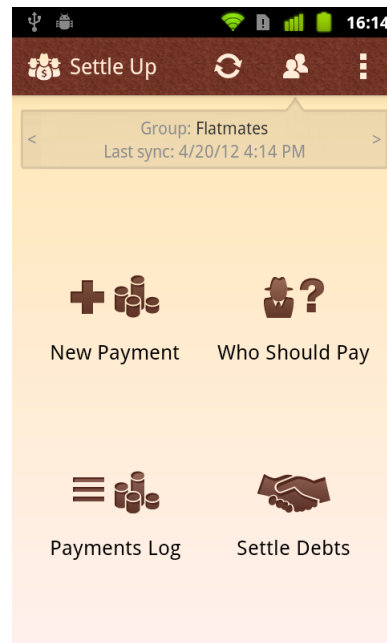 16:14
Settle Up
Group: Flatmates
< >
Last sync: 4/20/12 4:14 PM
New Payment
Who Should Pay
Payments Log
Settle Debts